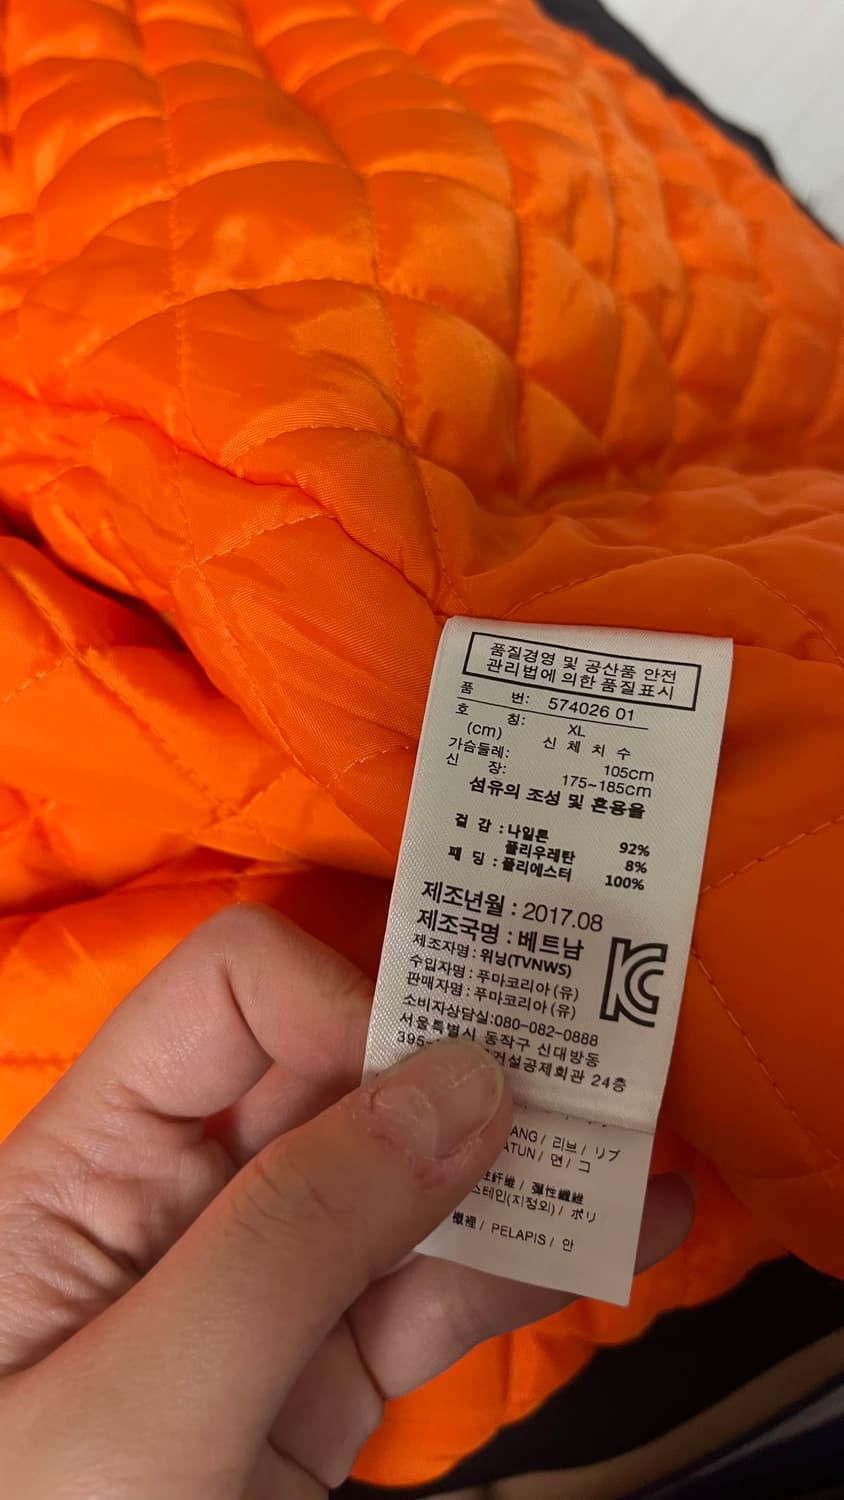 품질경영 및 공산품 안전
관리법에 의한 품질표시
품 번: 574026 01
호 칭: XL
(cm) 신 체 치 수
가슴둘레: 105cm
신 장: 175~185cm
섬유의 조성 및 혼용율
겉 감 : 나일론 92%
폴리우레탄 8%
패 딩 : 폴리에스터 100%
제조년월 : 2017.08
제조국명 : 베트남
제조자명 : 위닝(TVNWS)
수입자명 : 푸마코리아 (유)
판매자명 : 푸마코리아 (유)
소비자상담실:080-082-0888
서울특별시 동작구 신대방동
395- 건설공제회관 24층
ANG / 리브 / リブ
ATUN / 면 / コ
纤维 / 彈性纖維
스테인(지정외) / ポリ
襯裡 / PELAPIS / 안